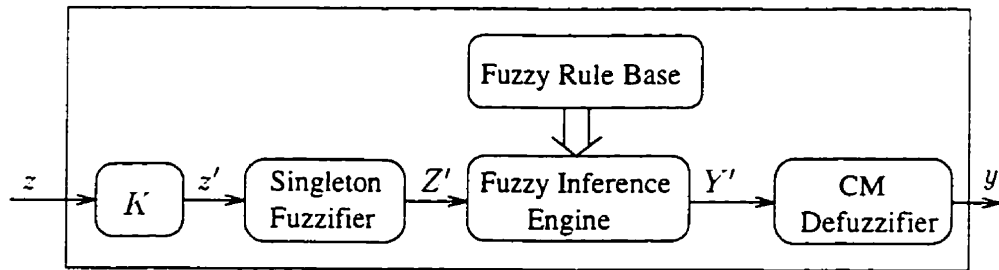 Fuzzy Rule Base
z
K
z'
Singleton
Fuzzifier
Z'
Fuzzy Inference
Engine
Y'
CM
Defuzzifier
y